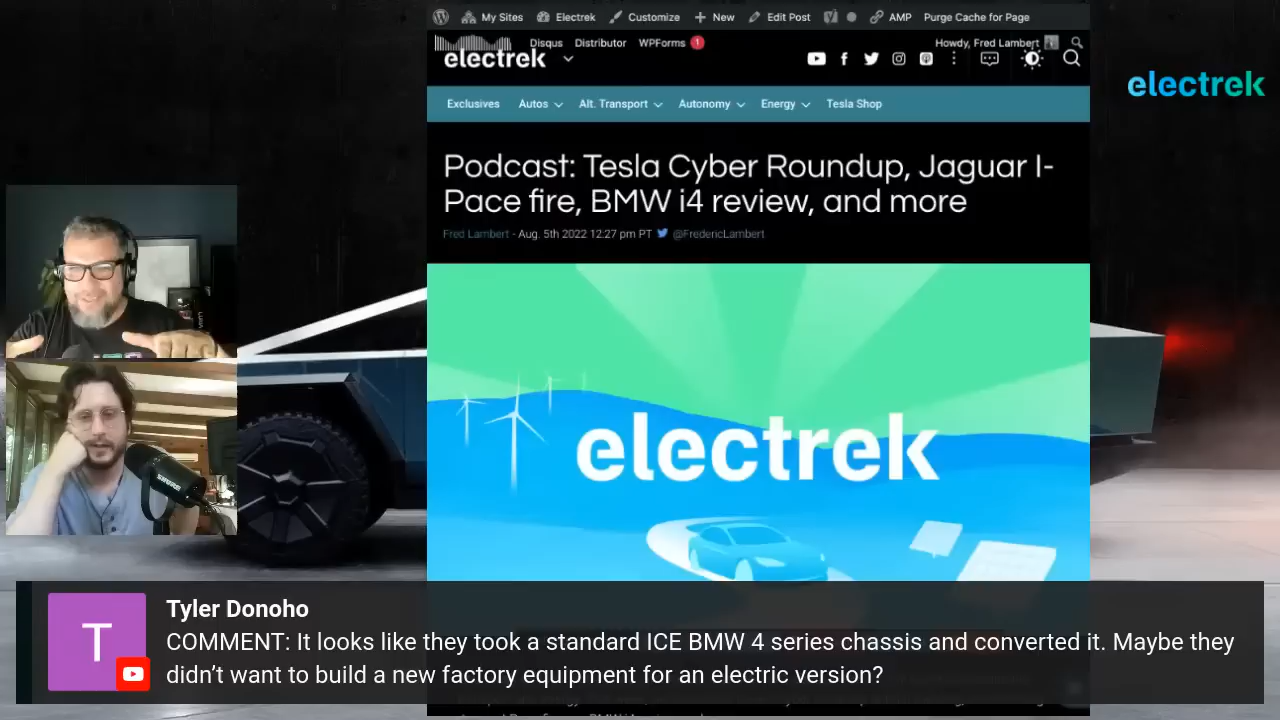 My Sites Electrek Customize New Edit Post AMP Purge Cache for Page
Disqus Distributor WPForms 1 Howdy, Fred Lambert
electrek
Exclusives Autos Alt. Transport Autonomy Energy Tesla Shop
electrek
Podcast: Tesla Cyber Roundup, Jaguar I-
Pace fire, BMW i4 review, and more
Fred Lambert - Aug. 5th 2022 12:27 pm PT @FredericLambert
electrek
SHURE
T
Tyler Donoho
COMMENT: It looks like they took a standard ICE BMW 4 series chassis and converted it. Maybe they
didn’t want to build a new factory equipment for an electric version?